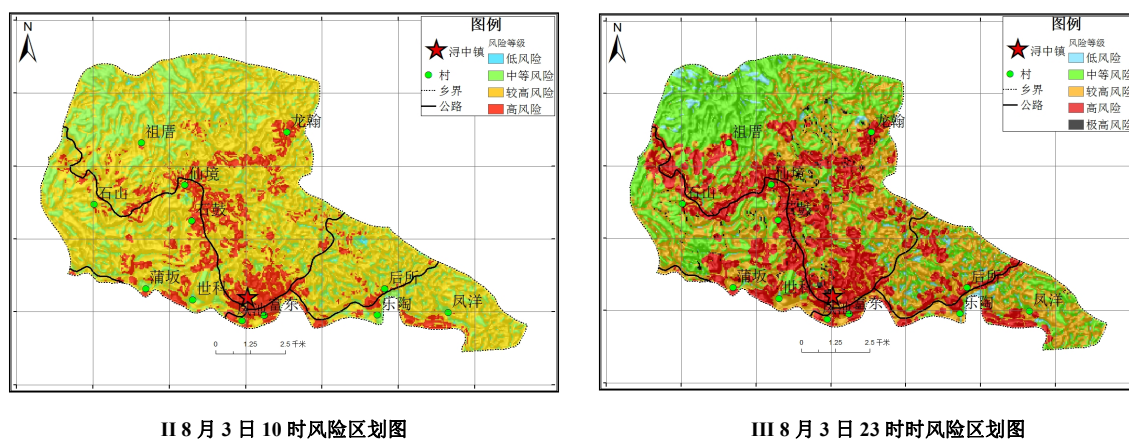 N
图例
浔中镇
村
乡界
公路
风险等级
低风险
中等风险
较高风险
高风险
龙翰
祖厝
仙境
石山
蒲坂
世科
富东
后所
乐陶
凤洋
0 1.25 2.5 千米
II 8 月 3 日 10 时风险区划图
N
图例
浔中镇
村
乡界
公路
风险等级
低风险
中等风险
较高风险
高风险
极高风险
龙翰
祖厝
仙境
石山
蒲坂
世科
富东
后所
乐陶
凤洋
0 1.25 2.5 千米
III 8 月 3 日 23 时时风险区划图